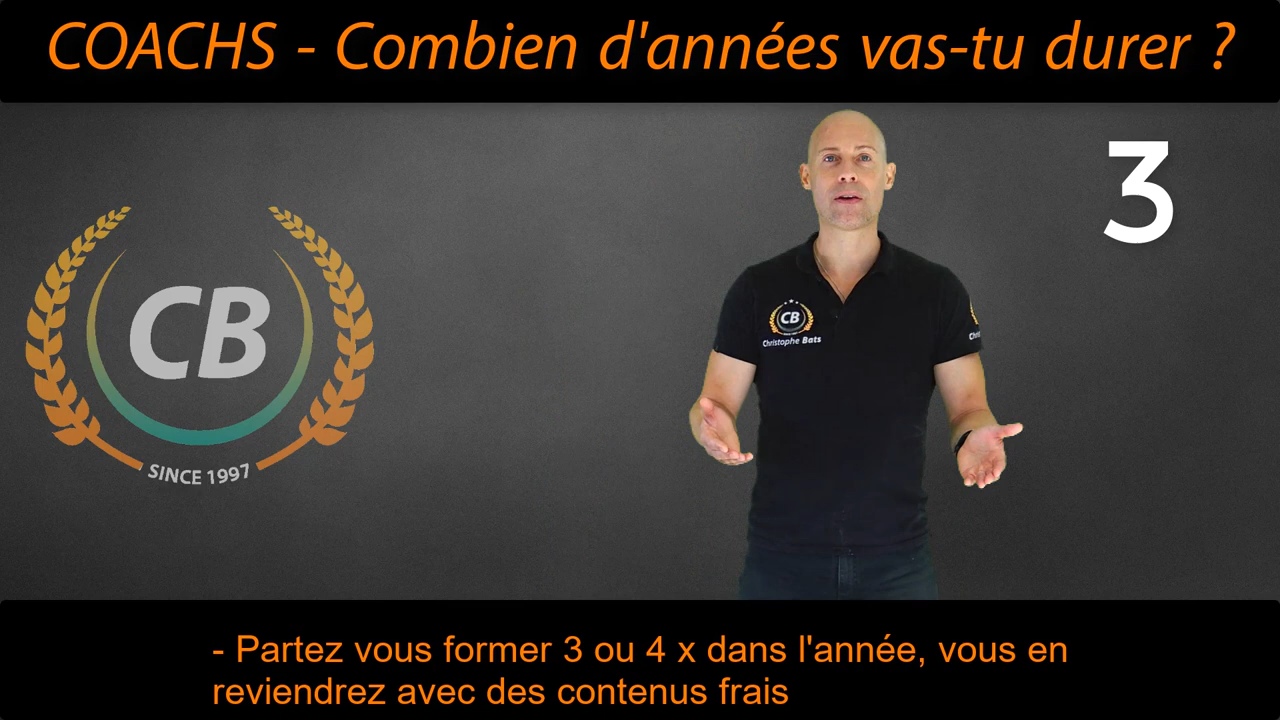 COACHS - Combien d'années vas-tu durer ?
3
CB
SINCE 1997
CB
Christophe Bats
- Partez vous former 3 ou 4 x dans l'année, vous en
reviendrez avec des contenus frais